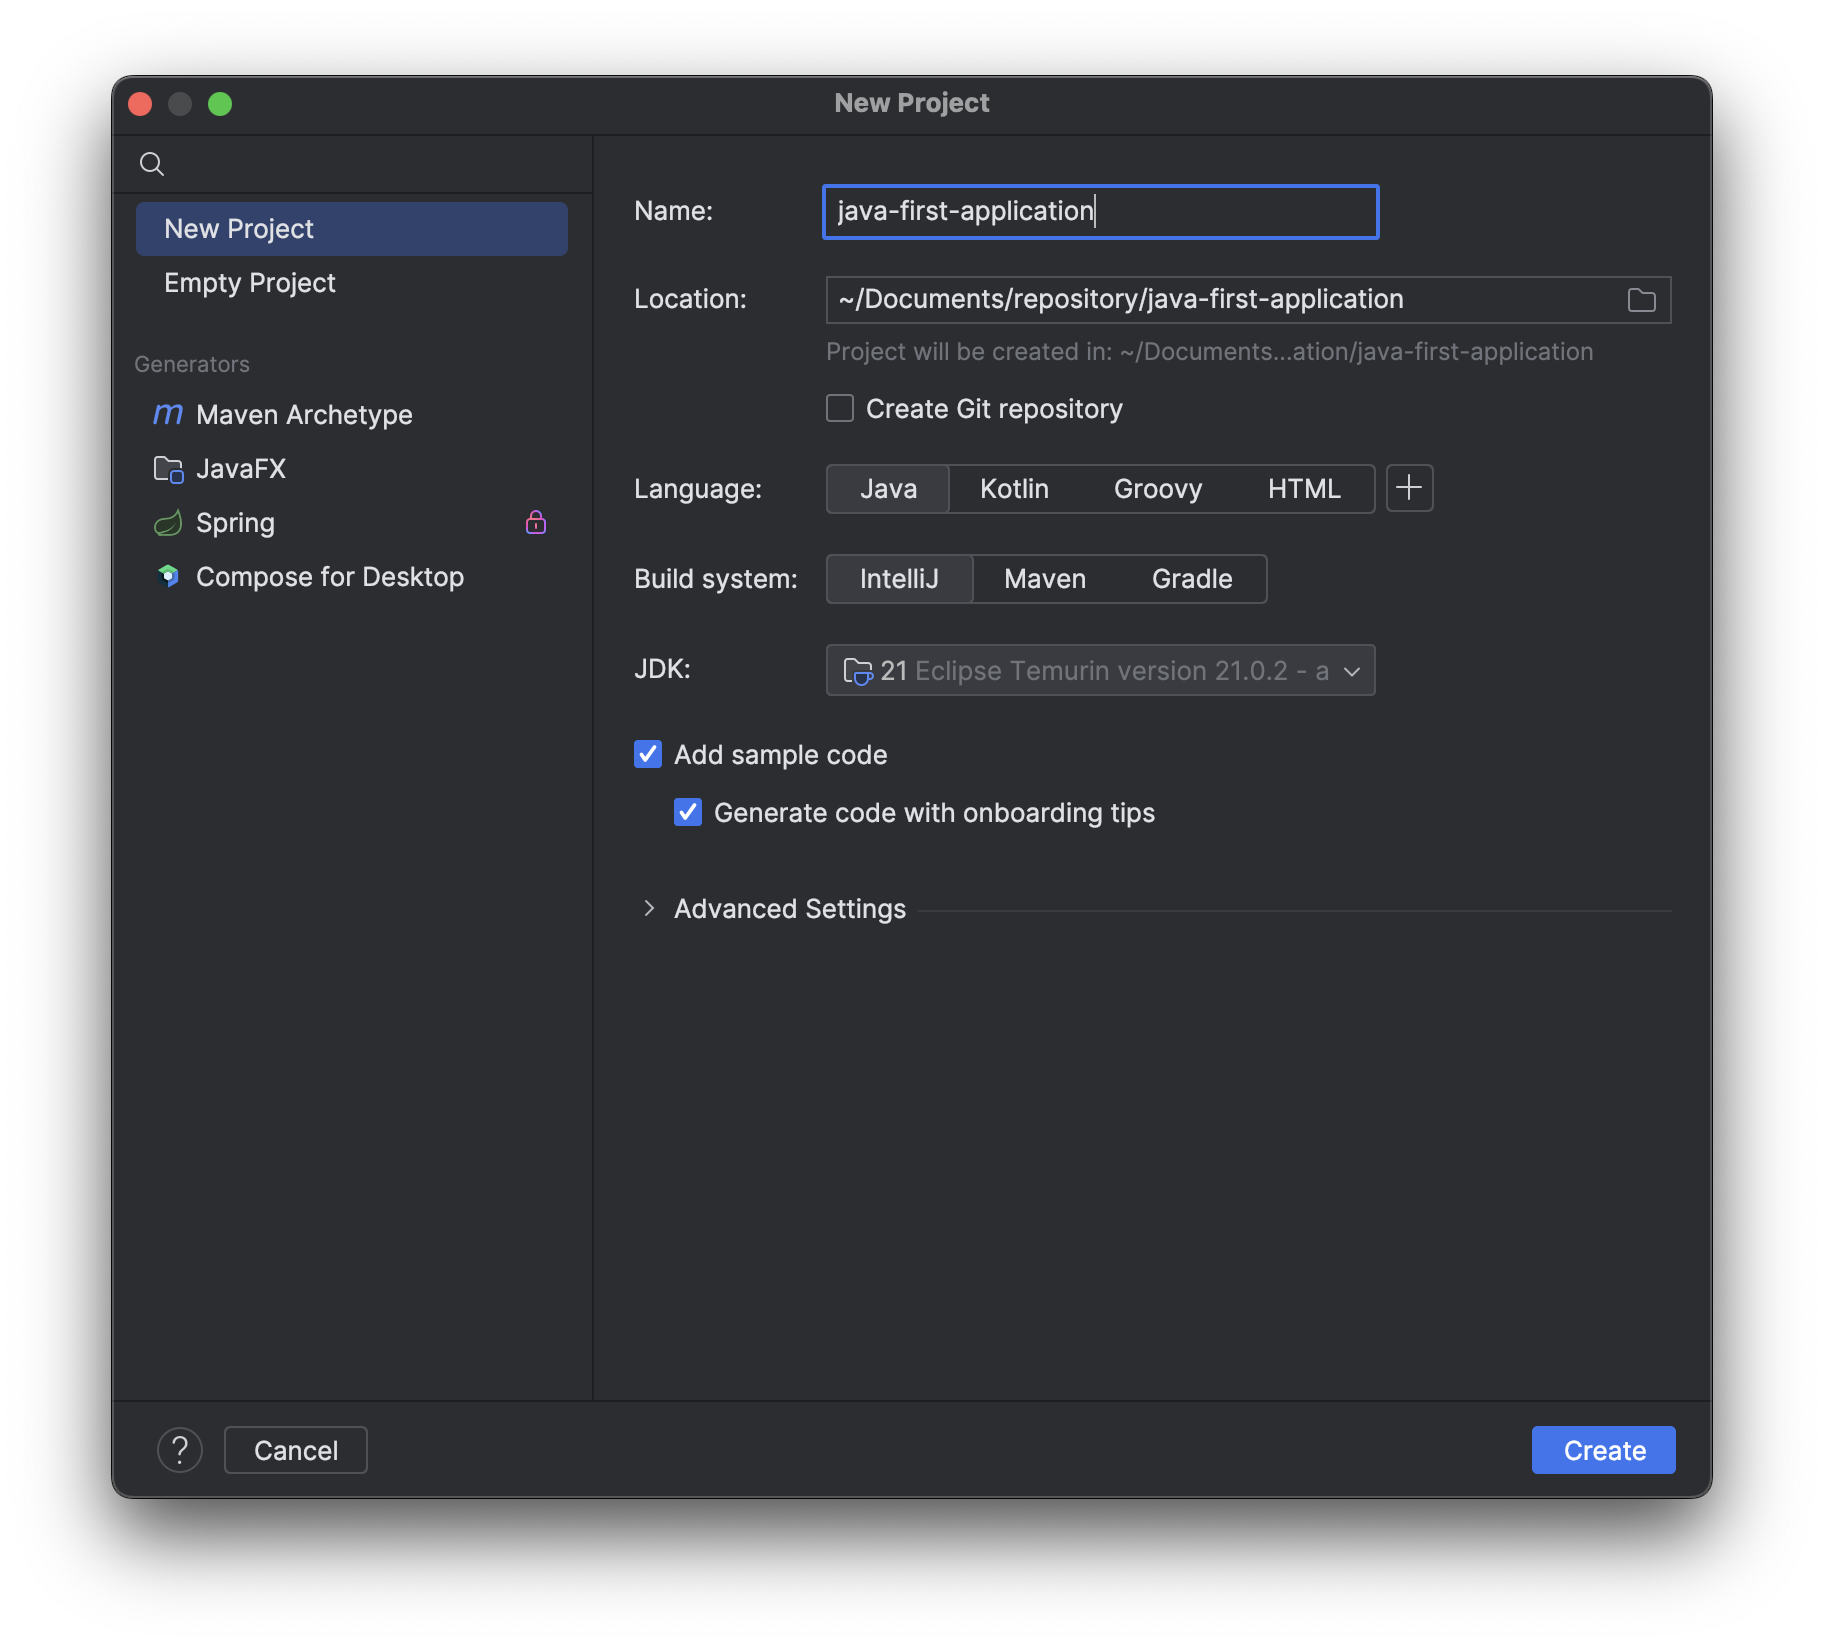 New Project
New Project
Empty Project
Generators
Maven Archetype
JavaFX
Spring
Compose for Desktop
Name: java-first-application
Location: ~/Documents/repository/java-first-application
Project will be created in: ~/Documents...ation/java-first-application
Create Git repository
Language: Java Kotlin Groovy HTML
Build system: IntelliJ Maven Gradle
JDK: 21 Eclipse Temurin version 21.0.2 - a
Add sample code
Generate code with onboarding tips
Advanced Settings
? Cancel Create